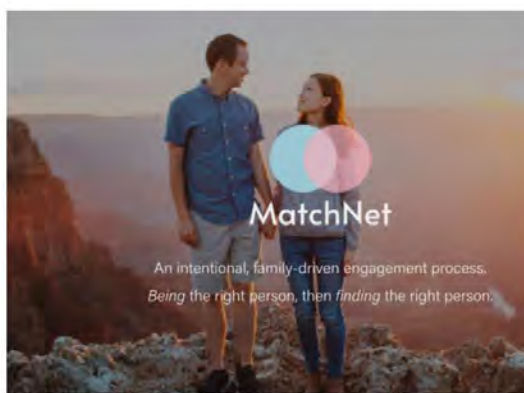 MatchNet
An intentional, family-driven engagement process.
Being the right person, then finding the right person.